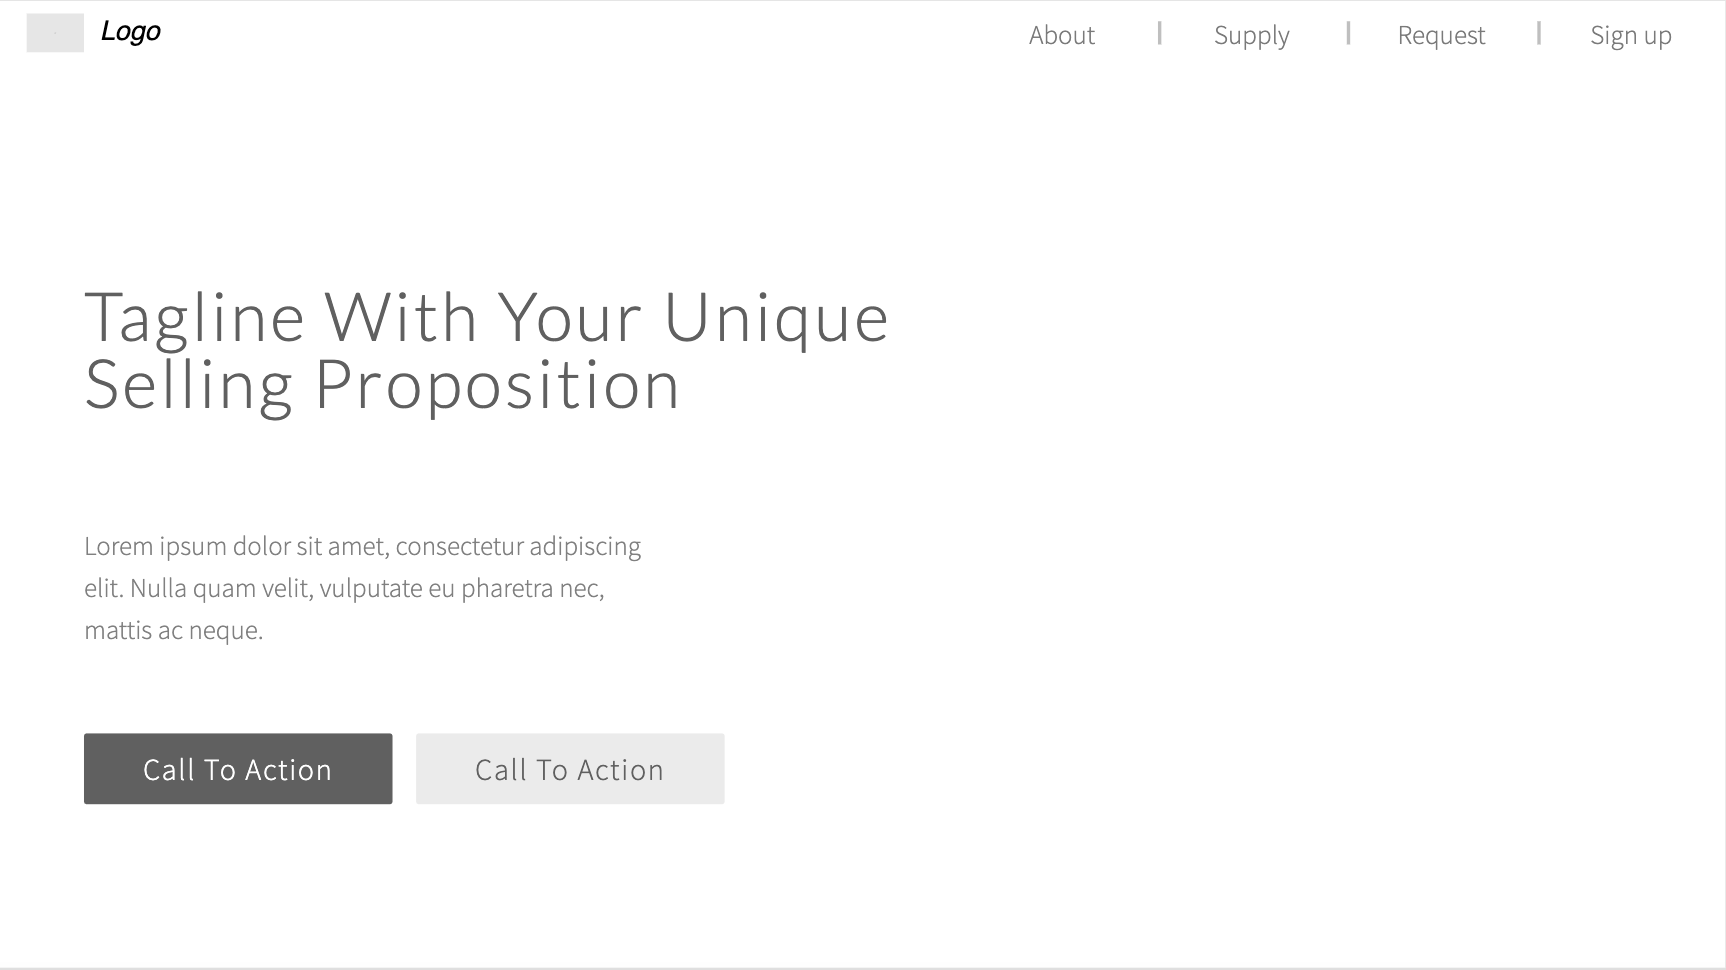 Logo
About | Supply | Request | Sign up
Tagline With Your Unique
Selling Proposition
Lorem ipsum dolor sit amet, consectetur adipiscing
elit. Nulla quam velit, vulputate eu pharetra nec,
mattis ac neque.
Call To Action
Call To Action